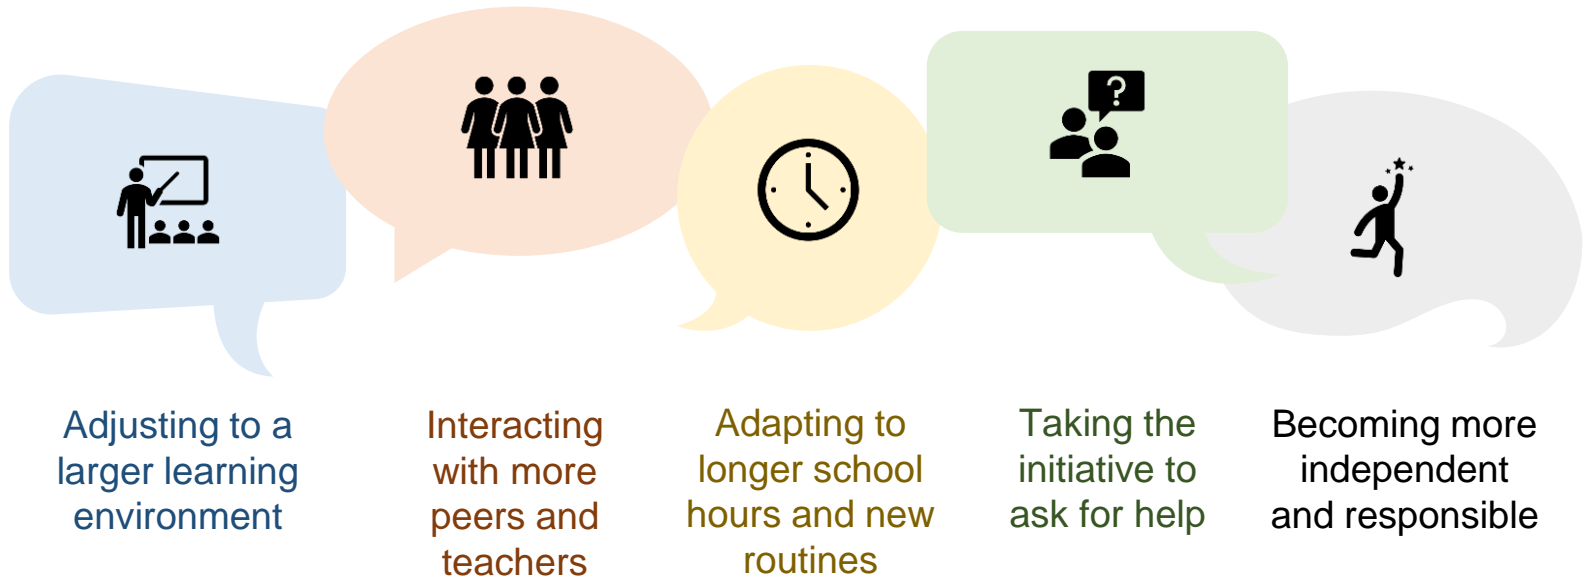 ?
Adjusting to a
larger learning
environment
Interacting
with more
peers and
teachers
Adapting to
longer school
hours and new
routines
Taking the
initiative to
ask for help
Becoming more
independent
and responsible